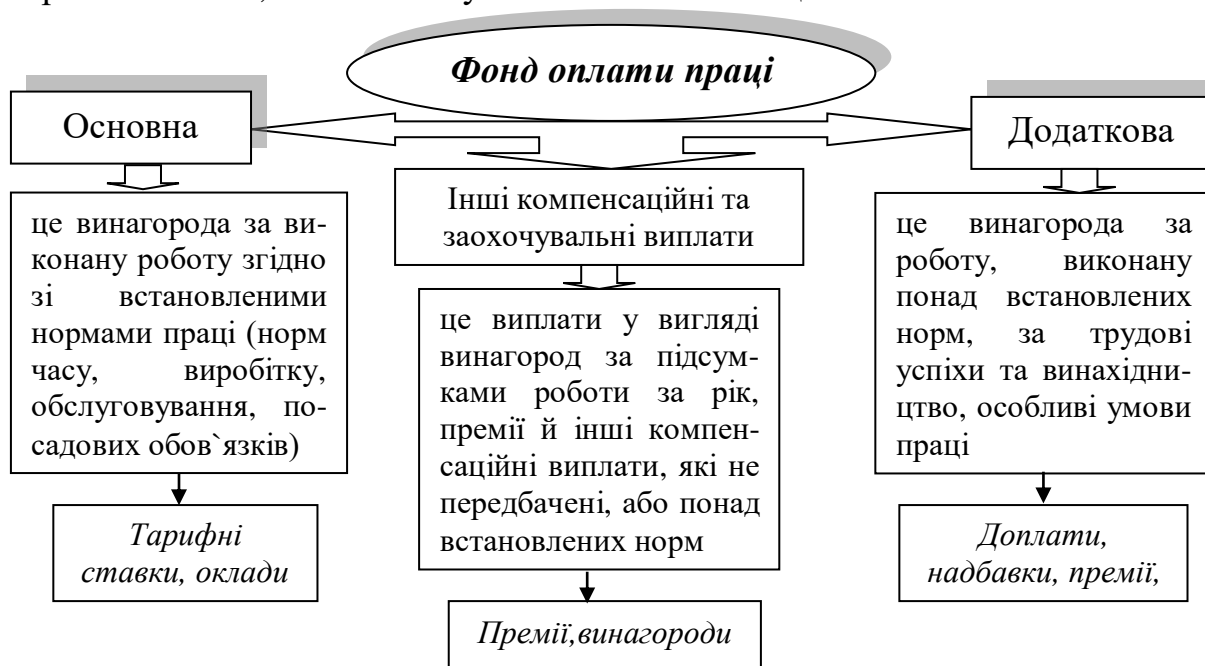 Фонд оплати праці
Основна
Додаткова
Інші компенсаційні та
заохочувальні виплати
це винагорода за ви-
конану роботу згідно
зі встановленими
нормами праці (норм
часу, виробітку,
обслуговування, по-
садових обов`язків)
це виплати у вигляді
винагород за підсум-
ками роботи за рік,
премії й інші компен-
саційні виплати, які не
передбачені, або понад
встановлених норм
це винагорода за
роботу, виконану
понад встановлених
норм, за трудові
успіхи та винахідни-
цтво, особливі умови
праці
Тарифні
ставки, оклади
Премії,винагороди
Доплати,
надбавки, премії,